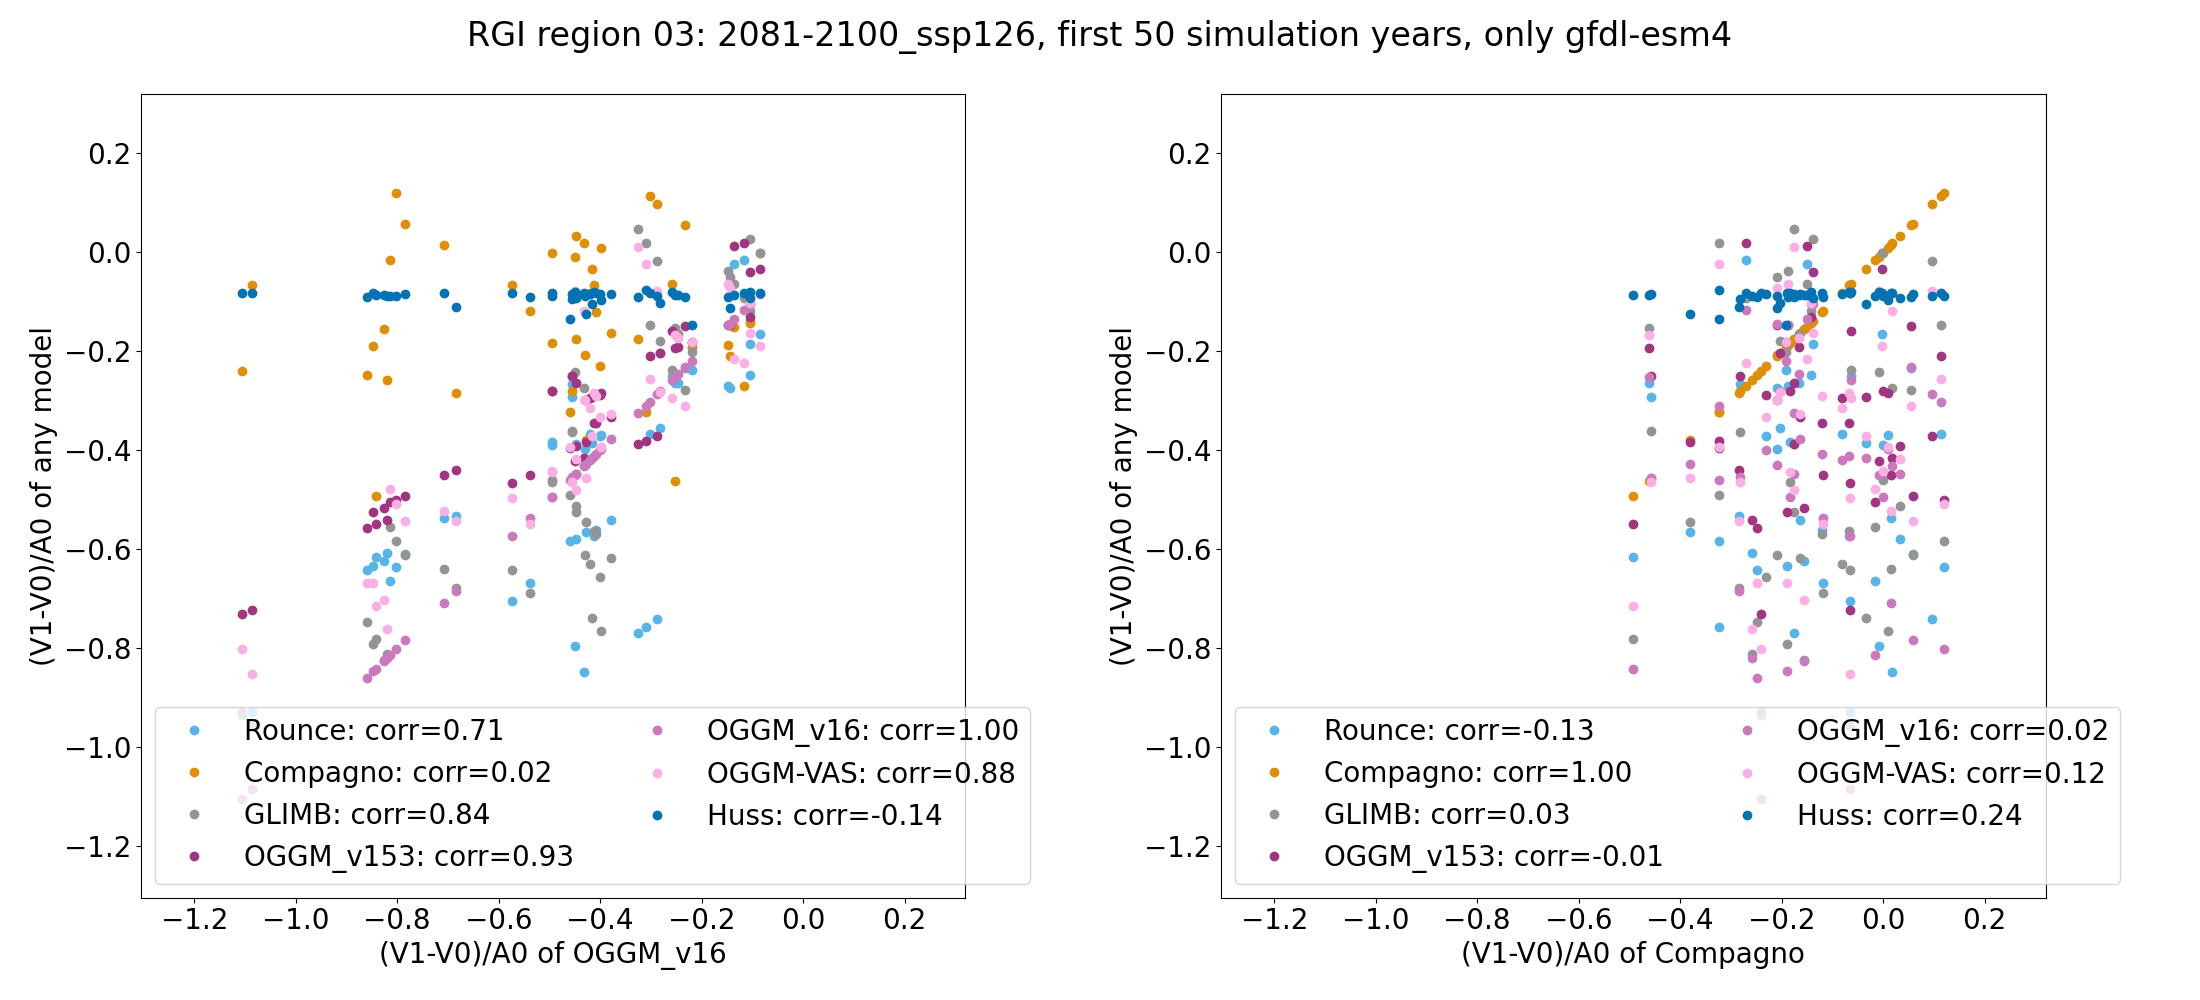 RGI region 03: 2081-2100_ssp126, first 50 simulation years, only gfdl-esm4
0.2
0.0
−0.2
−0.4
−0.6
−0.8
−1.0
−1.2
(V1-V0)/A0 of any model
Rounce: corr=0.71
Compagno: corr=0.02
GLIMB: corr=0.84
OGGM_v153: corr=0.93
OGGM_v16: corr=1.00
OGGM-VAS: corr=0.88
Huss: corr=-0.14
−1.2 −1.0 −0.8 −0.6 −0.4 −0.2 0.0 0.2
(V1-V0)/A0 of OGGM_v16
0.2
0.0
−0.2
−0.4
−0.6
−0.8
−1.0
−1.2
(V1-V0)/A0 of any model
Rounce: corr=-0.13
Compagno: corr=1.00
GLIMB: corr=0.03
OGGM_v153: corr=-0.01
OGGM_v16: corr=0.02
OGGM-VAS: corr=0.12
Huss: corr=0.24
−1.2 −1.0 −0.8 −0.6 −0.4 −0.2 0.0 0.2
(V1-V0)/A0 of Compagno